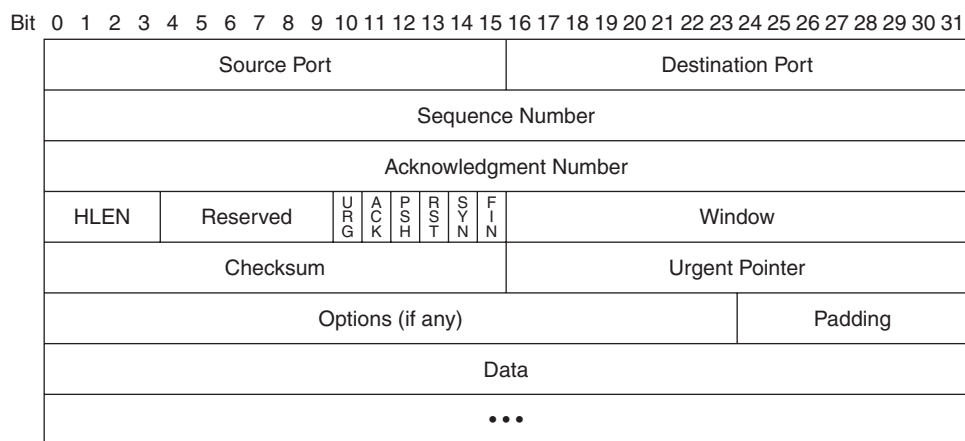 Bit 0 1 2 3 4 5 6 7 8 9 10 11 12 13 14 15 16 17 18 19 20 21 22 23 24 25 26 27 28 29 30 31
Source Port Destination Port
Sequence Number
Acknowledgment Number
HLEN Reserved URG ACK PSH RST SYN FIN Window
Checksum Urgent Pointer
Options (if any) Padding
Data
•••